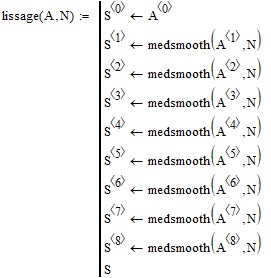 lissage(A,N) := S⟨0⟩ ← A⟨0⟩
S⟨1⟩ ← medsmooth(A⟨1⟩,N)
S⟨2⟩ ← medsmooth(A⟨2⟩,N)
S⟨3⟩ ← medsmooth(A⟨3⟩,N)
S⟨4⟩ ← medsmooth(A⟨4⟩,N)
S⟨5⟩ ← medsmooth(A⟨5⟩,N)
S⟨6⟩ ← medsmooth(A⟨6⟩,N)
S⟨7⟩ ← medsmooth(A⟨7⟩,N)
S⟨8⟩ ← medsmooth(A⟨8⟩,N)
S